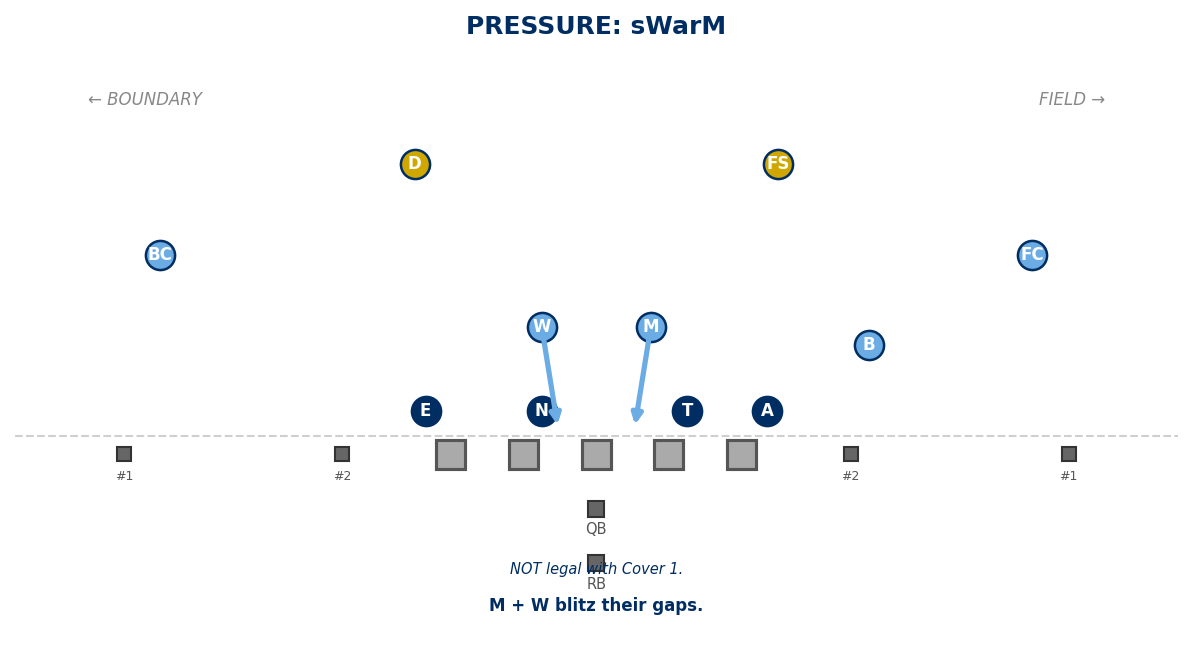 PRESSURE: sWarM
← BOUNDARY
FIELD →
D
FS
BC
FC
W
M
B
E
N
T
A
#1
#2
#2
#1
QB
NOT legal with Cover 1.
RB
M + W blitz their gaps.